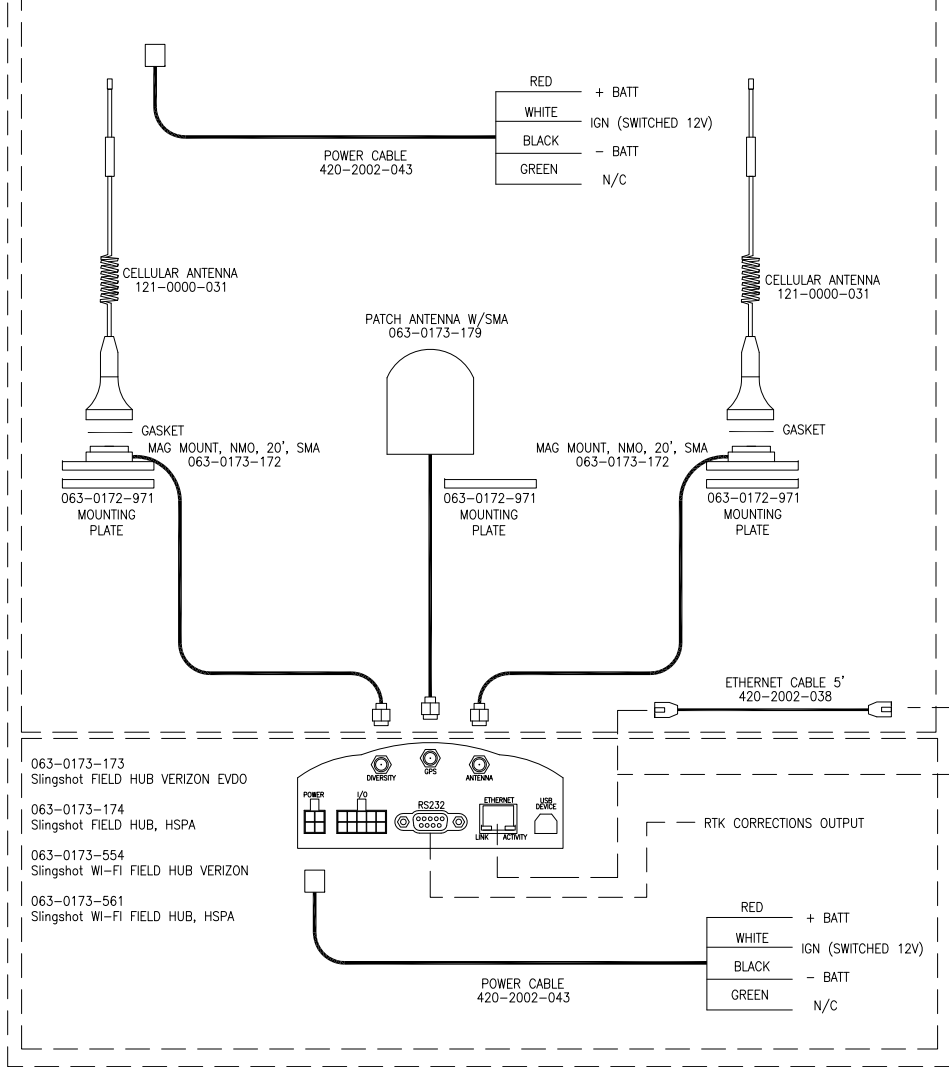 RED
+ BATT
WHITE
IGN (SWITCHED 12V)
BLACK
- BATT
GREEN
N/C
POWER CABLE
420-2002-043
CELLULAR ANTENNA
121-0000-031
CELLULAR ANTENNA
121-0000-031
PATCH ANTENNA W/SMA
063-0173-179
GASKET
MAG MOUNT, NMO, 20', SMA
063-0173-172
GASKET
MAG MOUNT, NMO, 20', SMA
063-0173-172
063-0172-971
MOUNTING
PLATE
063-0172-971
MOUNTING
PLATE
063-0172-971
MOUNTING
PLATE
ETHERNET CABLE 5'
420-2002-038
063-0173-173
Slingshot FIELD HUB VERIZON EVDO
063-0173-174
Slingshot FIELD HUB, HSPA
063-0173-554
Slingshot WI-FI FIELD HUB VERIZON
063-0173-561
Slingshot WI-FI FIELD HUB, HSPA
DIVERSITY
GPS
ANTENNA
POWER
I/O
RS232
ETHERNET
USB
DEVICE
LINK
ACTIVITY
RTK CORRECTIONS OUTPUT
RED
+ BATT
WHITE
IGN (SWITCHED 12V)
BLACK
- BATT
GREEN
N/C
POWER CABLE
420-2002-043